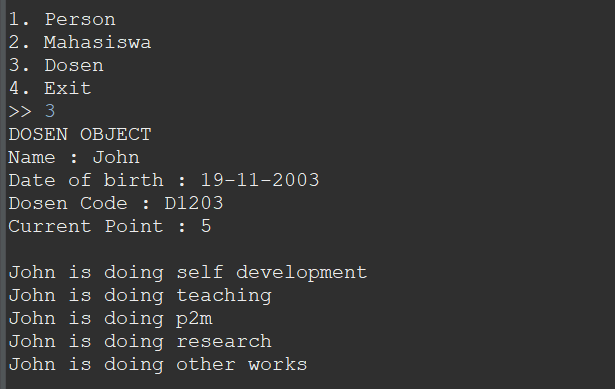 1. Person
2. Mahasiswa
3. Dosen
4. Exit
>> 3
DOSEN OBJECT
Name : John
Date of birth : 19-11-2003
Dosen Code : D1203
Current Point : 5
John is doing self development
John is doing teaching
John is doing p2m
John is doing research
John is doing other works